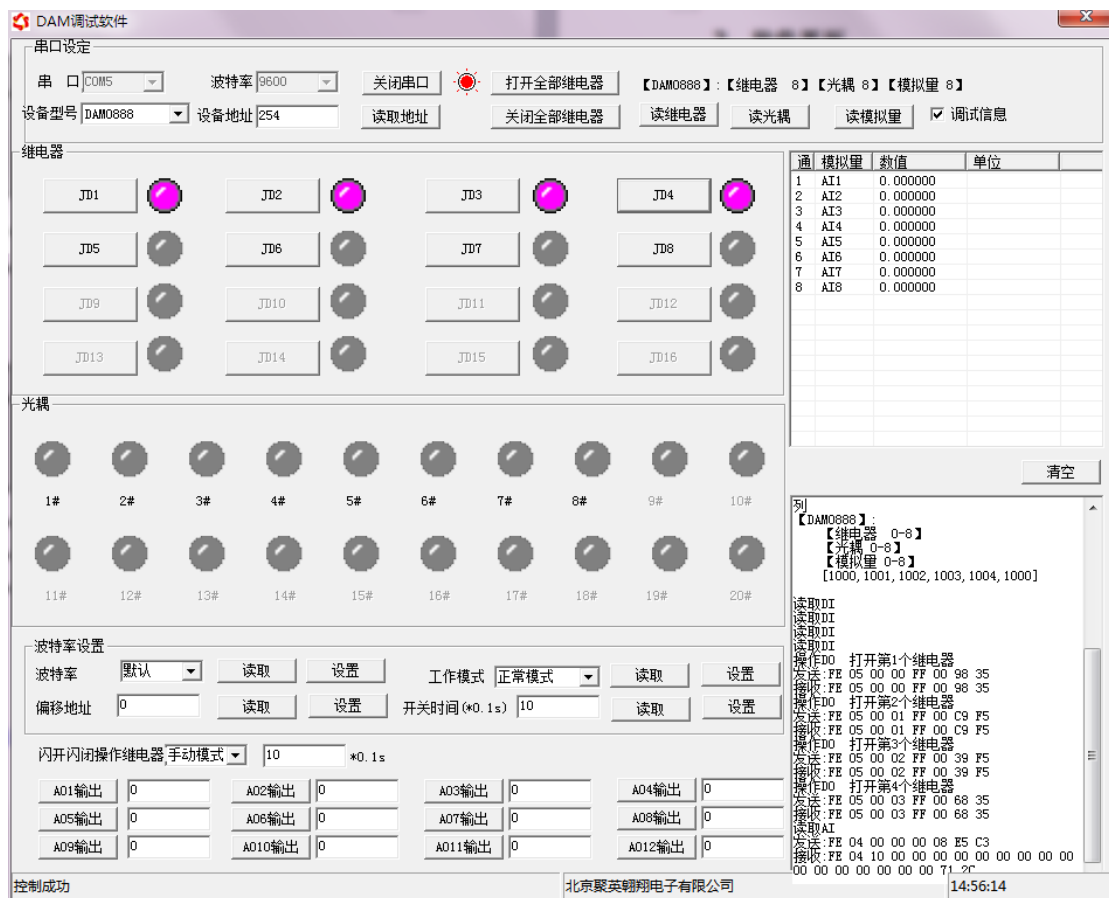 DAM调试软件
串口设定
串 口 COM5 波特率 9600 关闭串口 打开全部继电器 【DAM0888】:【继电器 8】【光耦 8】【模拟量 8】
设备型号 DAM0888 设备地址 254 读取地址 关闭全部继电器 读继电器 读光耦 读模拟量 调试信息
继电器
JD1 JD2 JD3 JD4
JD5 JD6 JD7 JD8
JD9 JD10 JD11 JD12
JD13 JD14 JD15 JD16
通 模拟量 数值 单位
1 AI1 0.000000
2 AI2 0.000000
3 AI3 0.000000
4 AI4 0.000000
5 AI5 0.000000
6 AI6 0.000000
7 AI7 0.000000
8 AI8 0.000000
光耦
1# 2# 3# 4# 5# 6# 7# 8# 9# 10#
11# 12# 13# 14# 15# 16# 17# 18# 19# 20#
清空
列
【DAM0888】:
【继电器 0-8】
【光耦 0-8】
【模拟量 0-8】
[1000,1001,1002,1003,1004,1000]
读取DI
读取DI
读取DI
读取DI
操作DO 打开第1个继电器
发送:FE 05 00 00 FF 00 98 35
接收:FE 05 00 00 FF 00 98 35
操作DO 打开第2个继电器
发送:FE 05 00 01 FF 00 C9 F5
接收:FE 05 00 01 FF 00 C9 F5
操作DO 打开第3个继电器
发送:FE 05 00 02 FF 00 39 F5
接收:FE 05 00 02 FF 00 39 F5
操作DO 打开第4个继电器
发送:FE 05 00 03 FF 00 68 35
接收:FE 05 00 03 FF 00 68 35
读取AI
发送:FE 04 00 00 00 08 E5 C3
接收:FE 04 10 00 00 00 00 00 00 00 00 00
00 00 00 00 00 00 00 71 2C
波特率设置
波特率 默认 读取 设置 工作模式 正常模式 读取 设置
偏移地址 0 读取 设置 开关时间(*0.1s) 10 读取 设置
闪开闪闭操作继电器 手动模式 10 *0.1s
AO1输出 0 AO2输出 0 AO3输出 0 AO4输出 0
AO5输出 0 AO6输出 0 AO7输出 0 AO8输出 0
AO9输出 0 AO10输出 0 AO11输出 0 AO12输出 0
控制成功 北京聚英翱翔电子有限公司 14:56:14